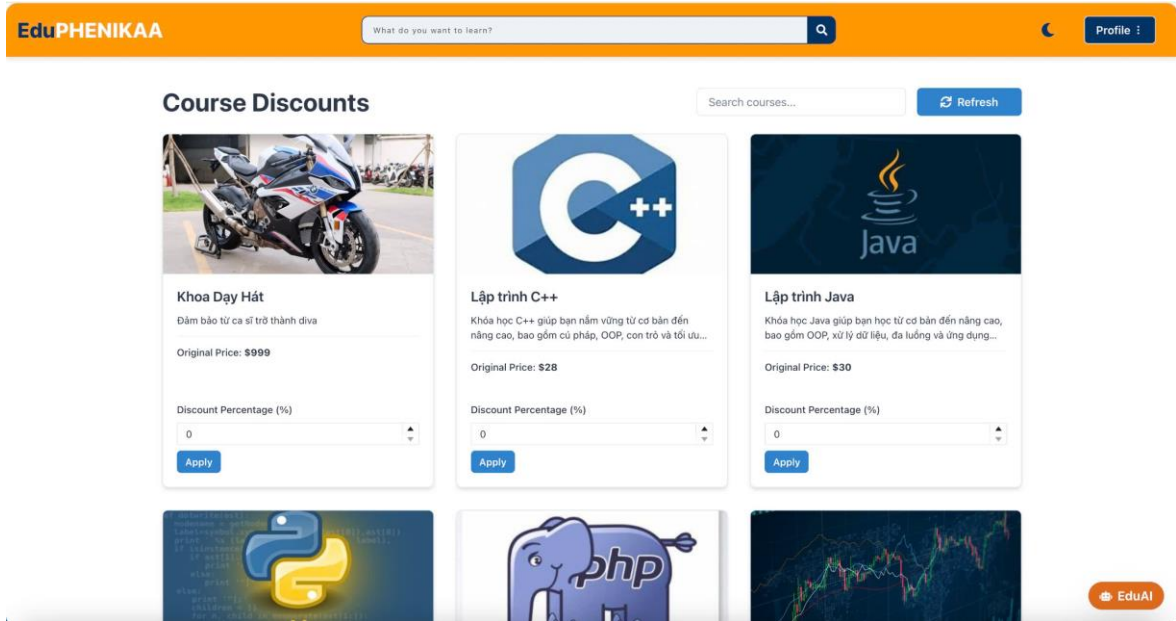 EduPHENIKAA
What do you want to learn?
Profile
Course Discounts
Search courses...
Refresh
Khoa Dạy Hát
Đảm bảo từ ca sĩ trở thành diva
Original Price: $999
Discount Percentage (%)
0
Apply
C++
Lập trình C++
Khóa học C++ giúp bạn nắm vững từ cơ bản đến
nâng cao, bao gồm cú pháp, OOP, con trỏ và tối ưu...
Original Price: $28
Discount Percentage (%)
0
Apply
Java
Lập trình Java
Khóa học Java giúp bạn học từ cơ bản đến nâng cao,
bao gồm OOP, xử lý dữ liệu, đa luồng và ứng dụng...
Original Price: $30
Discount Percentage (%)
0
Apply
php
EduAI